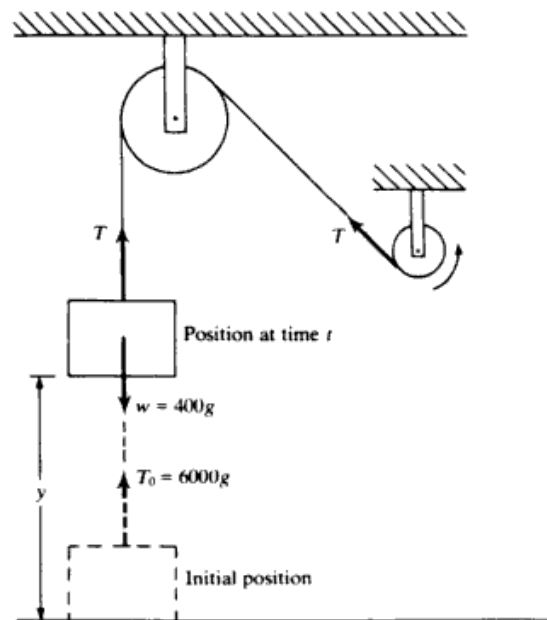 T
T
Position at time t
w = 400g
T₀ = 6000g
y
Initial position